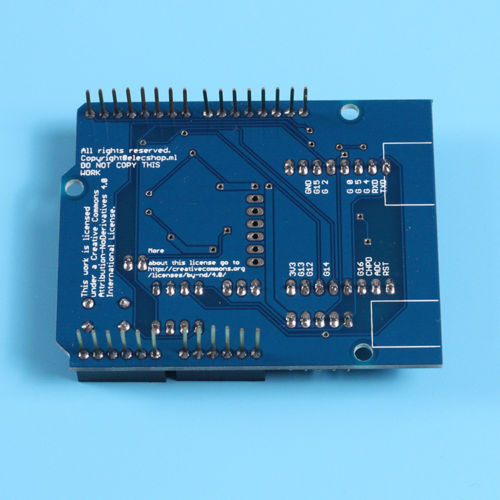 All rights reserved.
Copyright@elecshop.ml
DO NOT COPY THIS
WORK
This work is licensed
under a Creative Commons
Attribution-NoDerivatives 4.0
International License.
More
about this license go to
http://creativecommons.org
/licenses/by-nd/4.0/
GND
G15
G 2
G 0
G 5
G 4
RXD
TXD
3V3
G13
G12
G14
G16
CHPD
ADC
RST